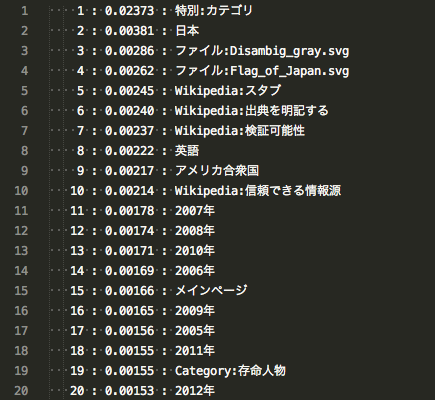 1 1 : 0.02373 : 特別:カテゴリ
2 2 : 0.00381 : 日本
3 3 : 0.00286 : ファイル:Disambig_gray.svg
4 4 : 0.00262 : ファイル:Flag_of_Japan.svg
5 5 : 0.00245 : Wikipedia:スタブ
6 6 : 0.00240 : Wikipedia:出典を明記する
7 7 : 0.00237 : Wikipedia:検証可能性
8 8 : 0.00222 : 英語
9 9 : 0.00217 : アメリカ合衆国
10 10 : 0.00214 : Wikipedia:信頼できる情報源
11 11 : 0.00178 : 2007年
12 12 : 0.00174 : 2008年
13 13 : 0.00171 : 2010年
14 14 : 0.00169 : 2006年
15 15 : 0.00166 : メインページ
16 16 : 0.00165 : 2009年
17 17 : 0.00156 : 2005年
18 18 : 0.00155 : 2011年
19 19 : 0.00155 : Category:存命人物
20 20 : 0.00153 : 2012年